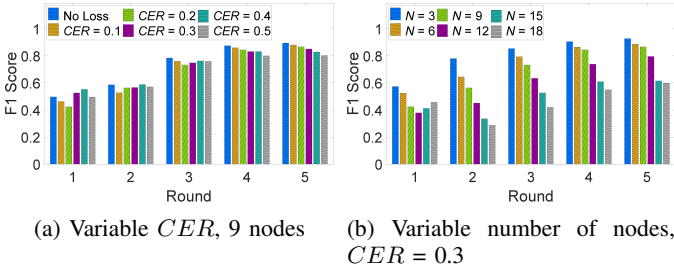 No Loss CER = 0.2 CER = 0.4
CER = 0.1 CER = 0.3 CER = 0.5
1
0.8
0.6
0.4
0.2
0
F1 Score
1 2 3 4 5
Round
(a) Variable CER, 9 nodes
N = 3 N = 9 N = 15
N = 6 N = 12 N = 18
1
0.8
0.6
0.4
0.2
0
F1 Score
1 2 3 4 5
Round
(b) Variable number of nodes,
CER = 0.3